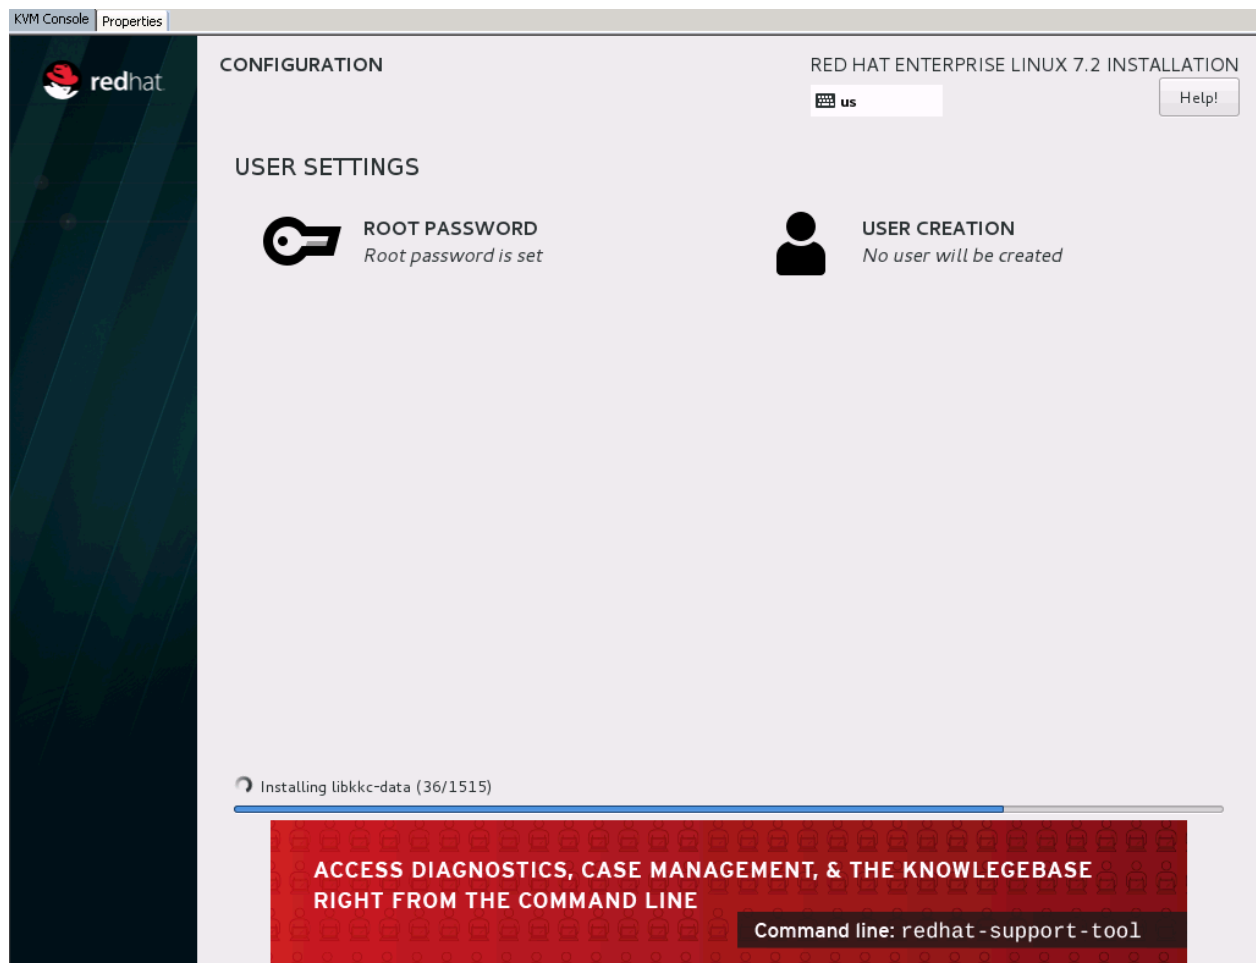 KVM Console Properties
redhat.
CONFIGURATION
RED HAT ENTERPRISE LINUX 7.2 INSTALLATION
us
Help!
USER SETTINGS
ROOT PASSWORD
Root password is set
USER CREATION
No user will be created
Installing libkkc-data (36/1515)
ACCESS DIAGNOSTICS, CASE MANAGEMENT, & THE KNOWLEGEBASE
RIGHT FROM THE COMMAND LINE
Command line: redhat-support-tool